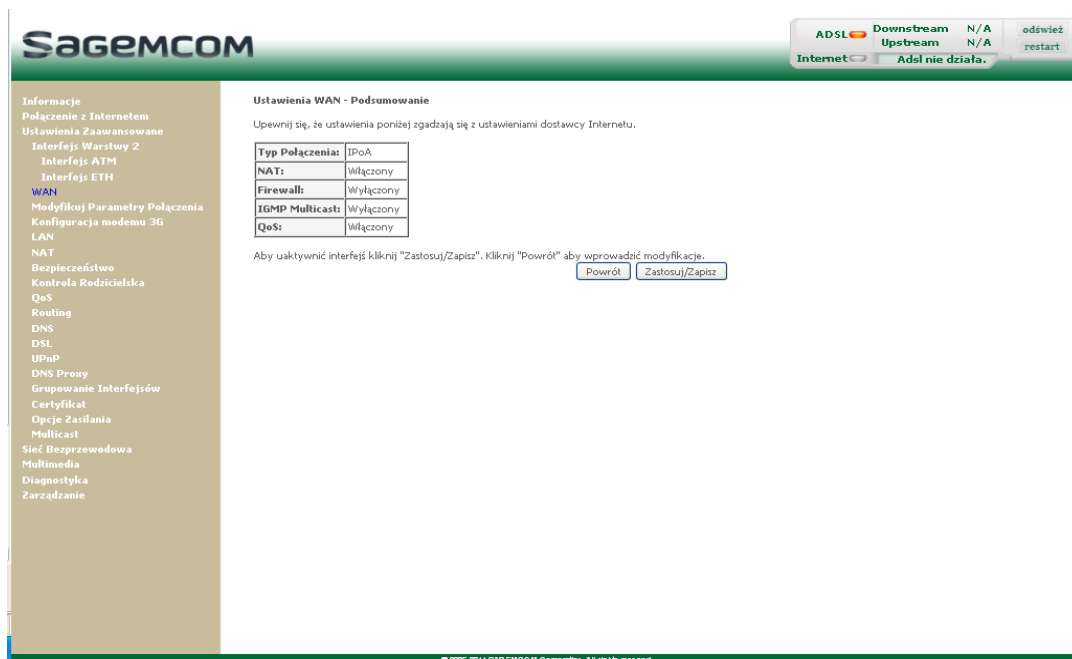 Sagemcom
ADSL Downstream N/A odśwież
Upstream N/A restart
Internet Adsl nie działa.
Informacje
Połączenie z Internetem
Ustawienia Zaawansowane
Interfejs Warstwy 2
Interfejs ATM
Interfejs ETH
WAN
Modyfikuj Parametry Połączenia
Konfiguracja modemu 3G
LAN
NAT
Bezpieczeństwo
Kontrola Rodzicielska
QoS
Routing
DNS
DSL
UPnP
DNS Proxy
Grupowanie Interfejsów
Certyfikat
Opcje Zasilania
Multicast
Sieć Bezprzewodowa
Multimedia
Diagnostyka
Zarządzanie
Ustawienia WAN - Podsumowanie
Upewnij się, że ustawienia poniżej zgadzają się z ustawieniami dostawcy Internetu.
Typ Połączenia: IPoA
NAT: Włączony
Firewall: Wyłączony
IGMP Multicast: Wyłączony
QoS: Włączony
Aby uaktywnić interfejś kliknij "Zastosuj/Zapisz". Kliknij "Powrót" aby wprowadzić modyfikacje.
Powrót Zastosuj/Zapisz